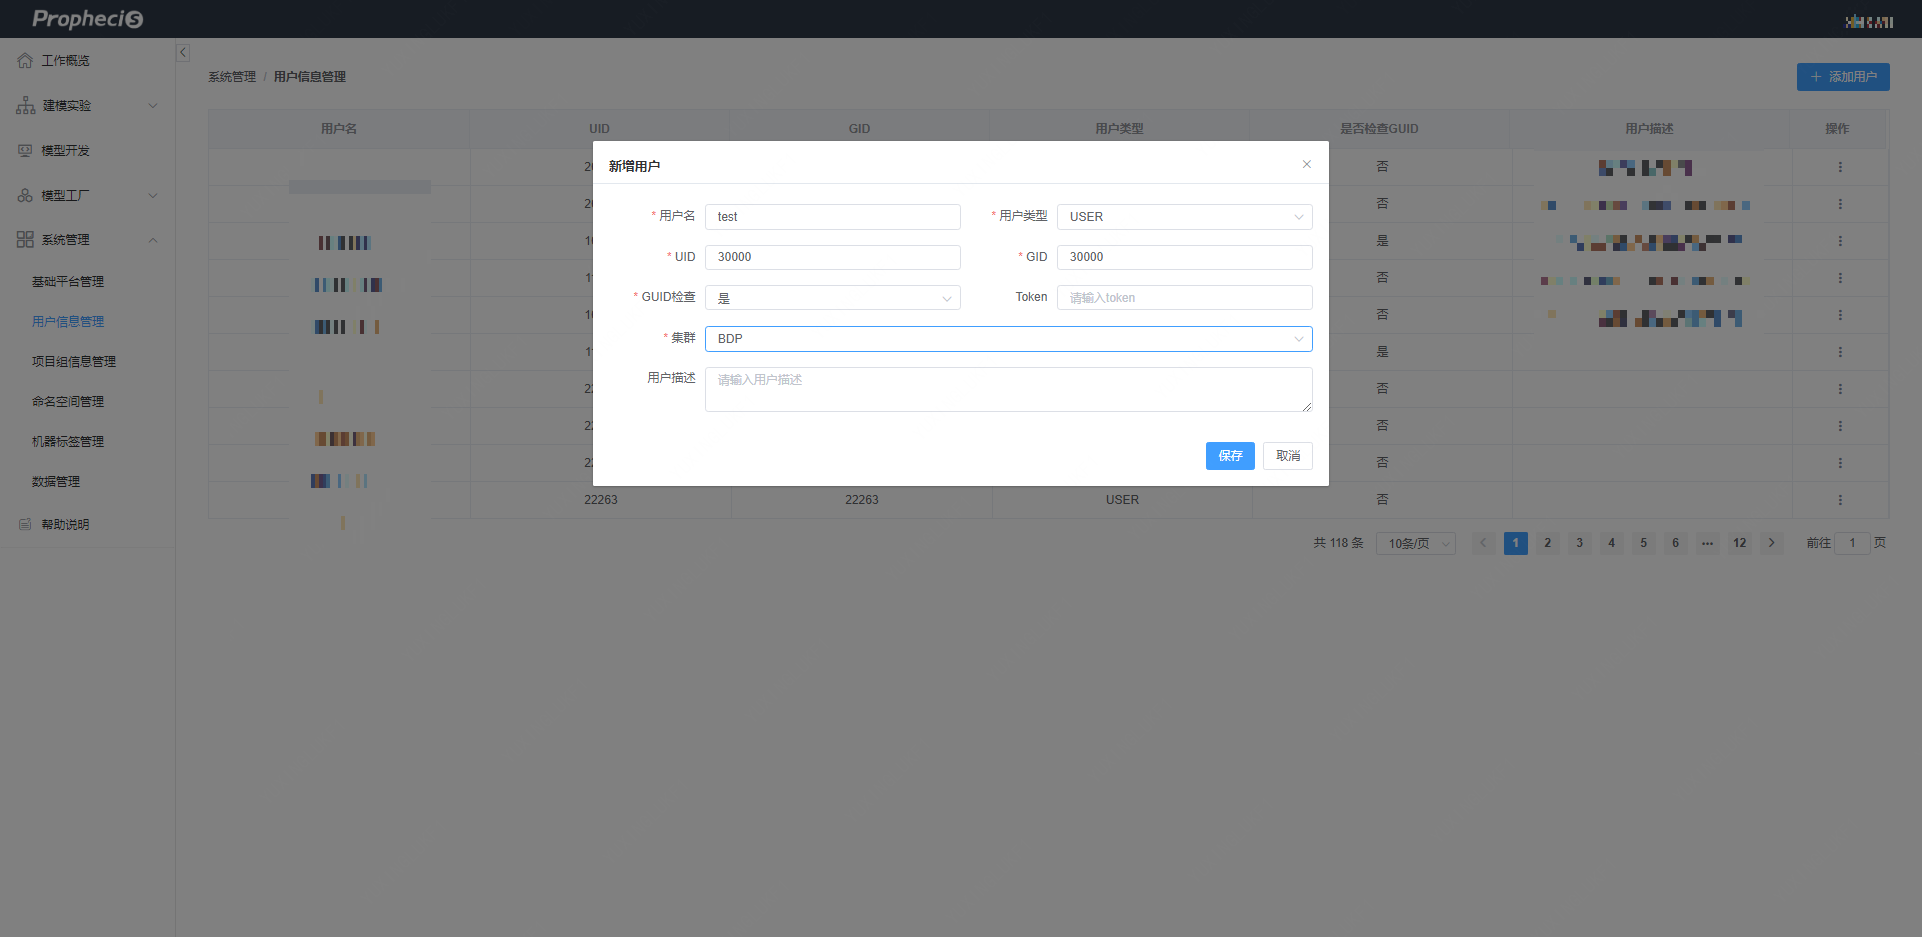 PropheciS
工作概览
建模实验
模型开发
模型工厂
系统管理
基础平台管理
用户信息管理
项目组信息管理
命名空间管理
机器标签管理
数据管理
帮助说明
系统管理 / 用户信息管理
+ 添加用户
用户名 UID GID 用户类型 是否检查GUID 用户描述 操作
否
否
是
否
否
是
否
否
否
22263 22263 USER 否
新增用户
* 用户名 test * 用户类型 USER
* UID 30000 * GID 30000
* GUID检查 是 Token 请输入token
* 集群 BDP
用户描述 请输入用户描述
保存 取消
共 118 条 10条/页 1 2 3 4 5 6 ••• 12 前往 1 页